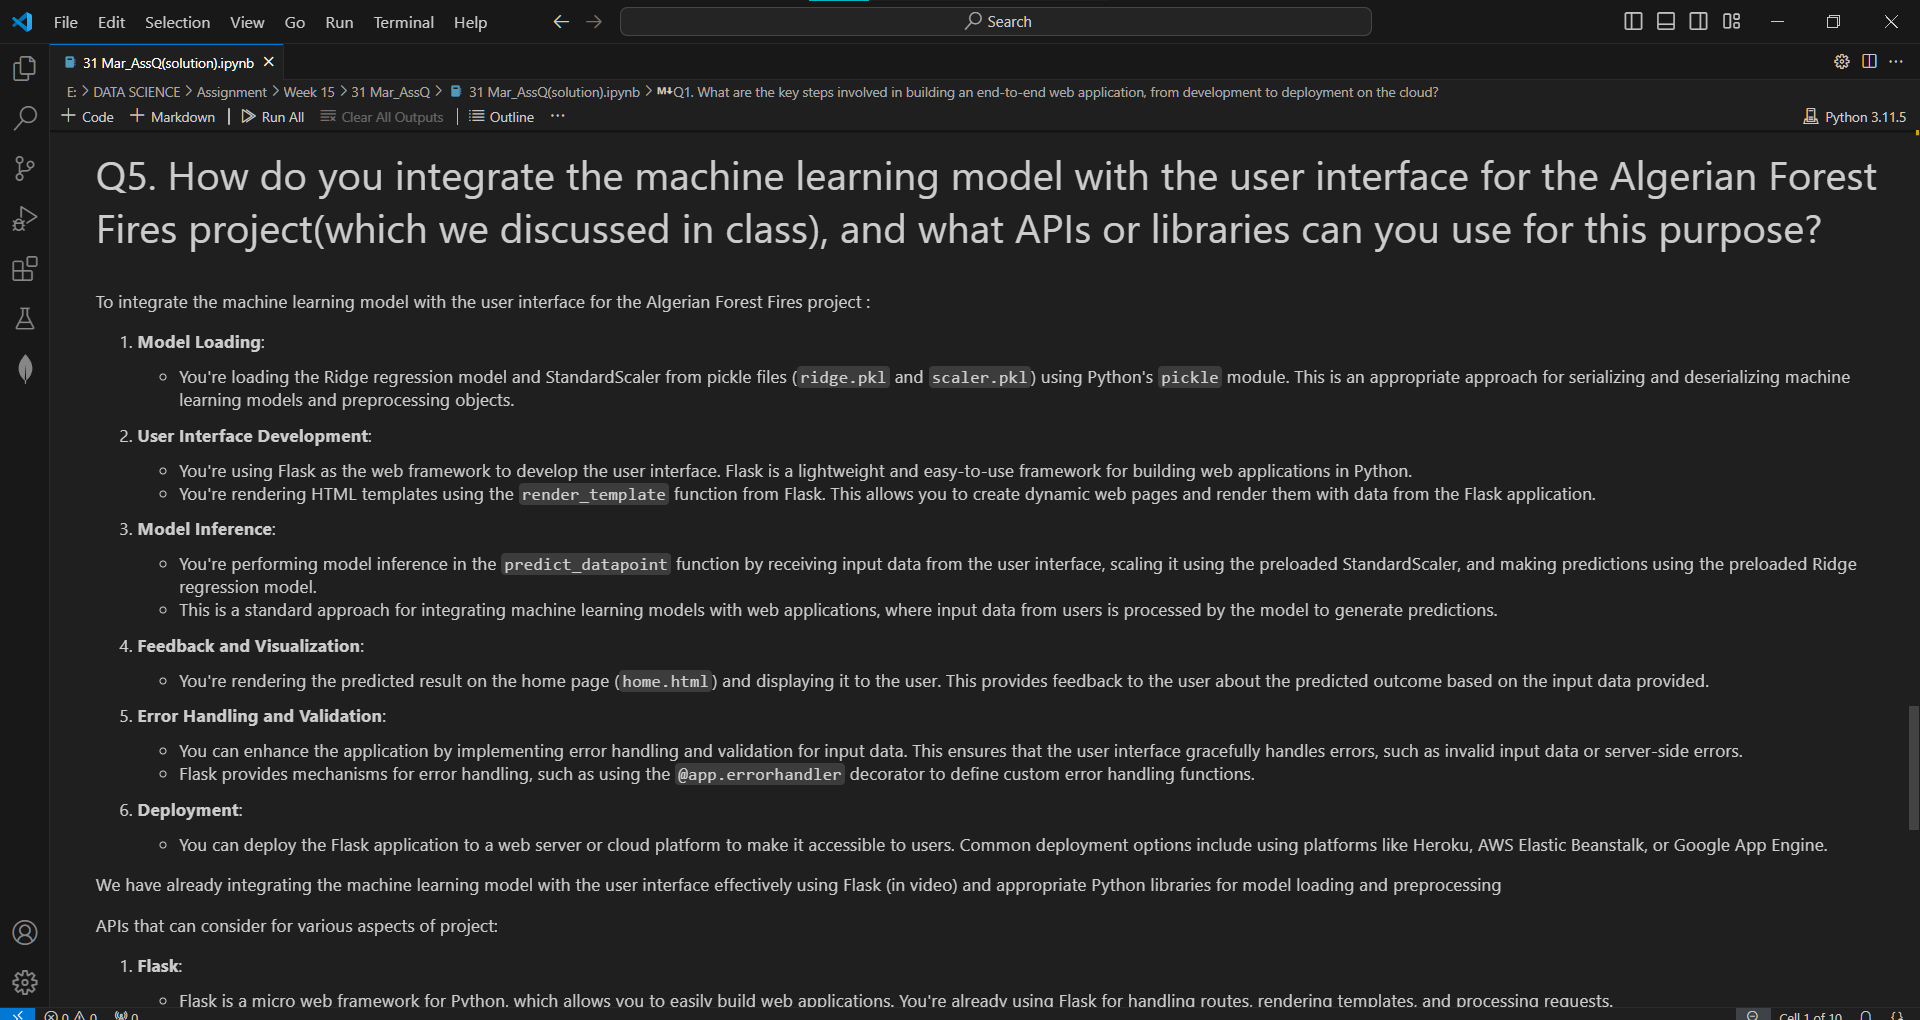 File Edit Selection View Go Run Terminal Help
Search
31 Mar_AssQ(solution).ipynb
E: > DATA SCIENCE > Assignment > Week 15 > 31 Mar_AssQ > 31 Mar_AssQ(solution).ipynb > M↓Q1. What are the key steps involved in building an end-to-end web application, from development to deployment on the cloud?
+ Code + Markdown | Run All Clear All Outputs | Outline ... Python 3.11.5
Q5. How do you integrate the machine learning model with the user interface for the Algerian Forest
Fires project(which we discussed in class), and what APIs or libraries can you use for this purpose?
To integrate the machine learning model with the user interface for the Algerian Forest Fires project :
1. Model Loading:
◦ You're loading the Ridge regression model and StandardScaler from pickle files (ridge.pkl and scaler.pkl) using Python's pickle module. This is an appropriate approach for serializing and deserializing machine
learning models and preprocessing objects.
2. User Interface Development:
◦ You're using Flask as the web framework to develop the user interface. Flask is a lightweight and easy-to-use framework for building web applications in Python.
◦ You're rendering HTML templates using the render_template function from Flask. This allows you to create dynamic web pages and render them with data from the Flask application.
3. Model Inference:
◦ You're performing model inference in the predict_datapoint function by receiving input data from the user interface, scaling it using the preloaded StandardScaler, and making predictions using the preloaded Ridge
regression model.
◦ This is a standard approach for integrating machine learning models with web applications, where input data from users is processed by the model to generate predictions.
4. Feedback and Visualization:
◦ You're rendering the predicted result on the home page (home.html) and displaying it to the user. This provides feedback to the user about the predicted outcome based on the input data provided.
5. Error Handling and Validation:
◦ You can enhance the application by implementing error handling and validation for input data. This ensures that the user interface gracefully handles errors, such as invalid input data or server-side errors.
◦ Flask provides mechanisms for error handling, such as using the @app.errorhandler decorator to define custom error handling functions.
6. Deployment:
◦ You can deploy the Flask application to a web server or cloud platform to make it accessible to users. Common deployment options include using platforms like Heroku, AWS Elastic Beanstalk, or Google App Engine.
We have already integrating the machine learning model with the user interface effectively using Flask (in video) and appropriate Python libraries for model loading and preprocessing
APIs that can consider for various aspects of project:
1. Flask:
◦ Flask is a micro web framework for Python, which allows you to easily build web applications. You're already using Flask for handling routes, rendering templates, and processing requests.
0 0 0 Cell 1 of 10